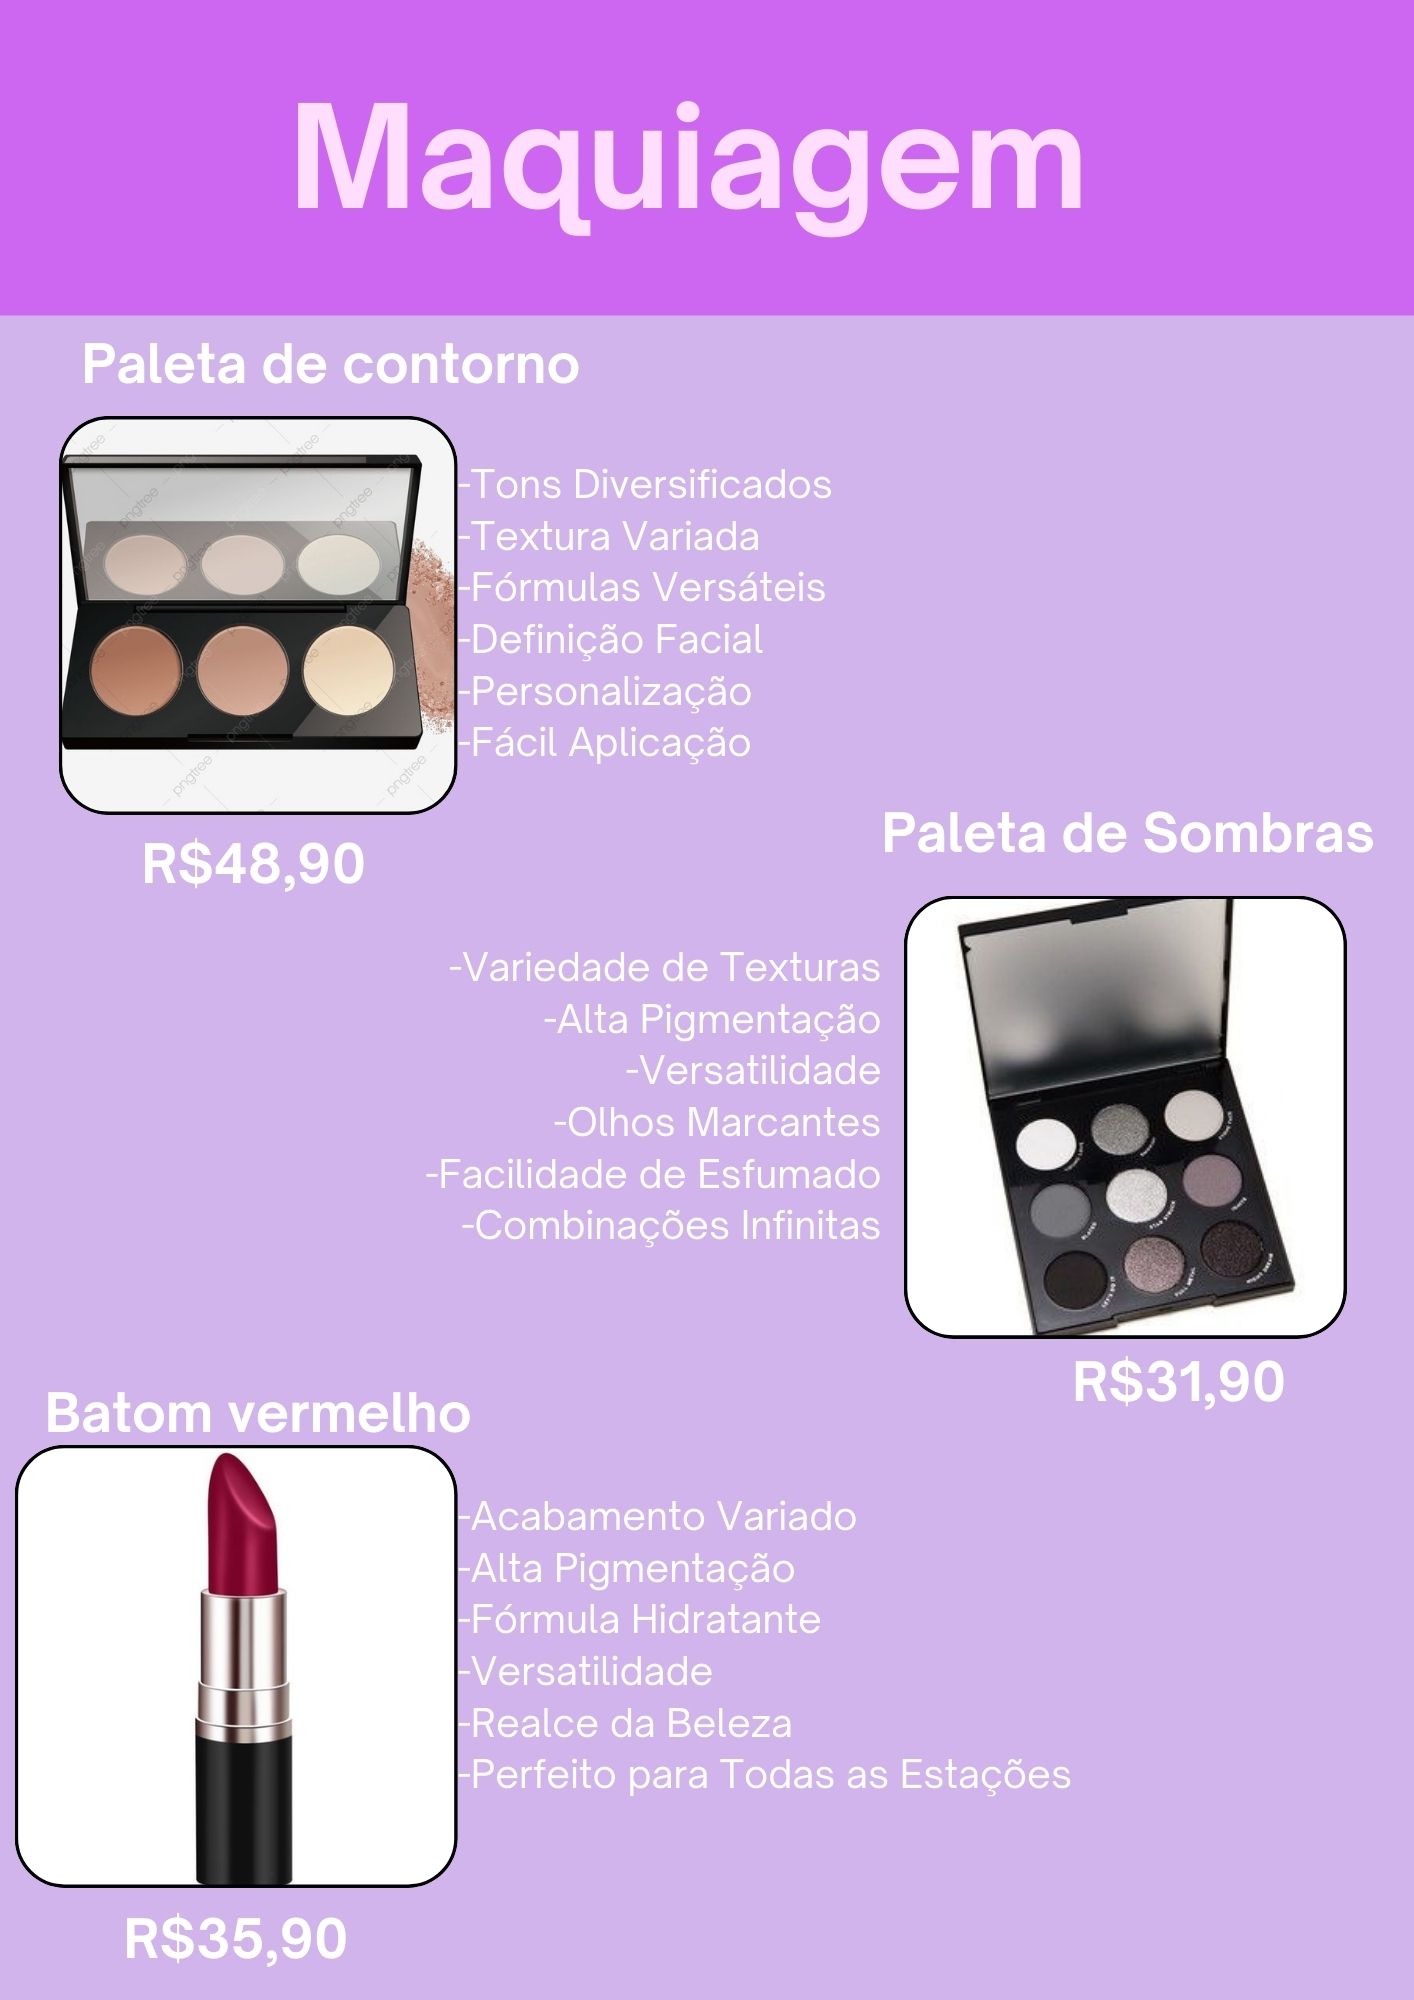 Maquiagem
Paleta de contorno
-Tons Diversificados
-Textura Variada
-Fórmulas Versáteis
-Definição Facial
-Personalização
-Fácil Aplicação
R$48,90
Paleta de Sombras
-Variedade de Texturas
-Alta Pigmentação
-Versatilidade
-Olhos Marcantes
-Facilidade de Esfumado
-Combinações Infinitas
R$31,90
Batom vermelho
-Acabamento Variado
-Alta Pigmentação
-Fórmula Hidratante
-Versatilidade
-Realce da Beleza
-Perfeito para Todas as Estações
R$35,90
pngtree